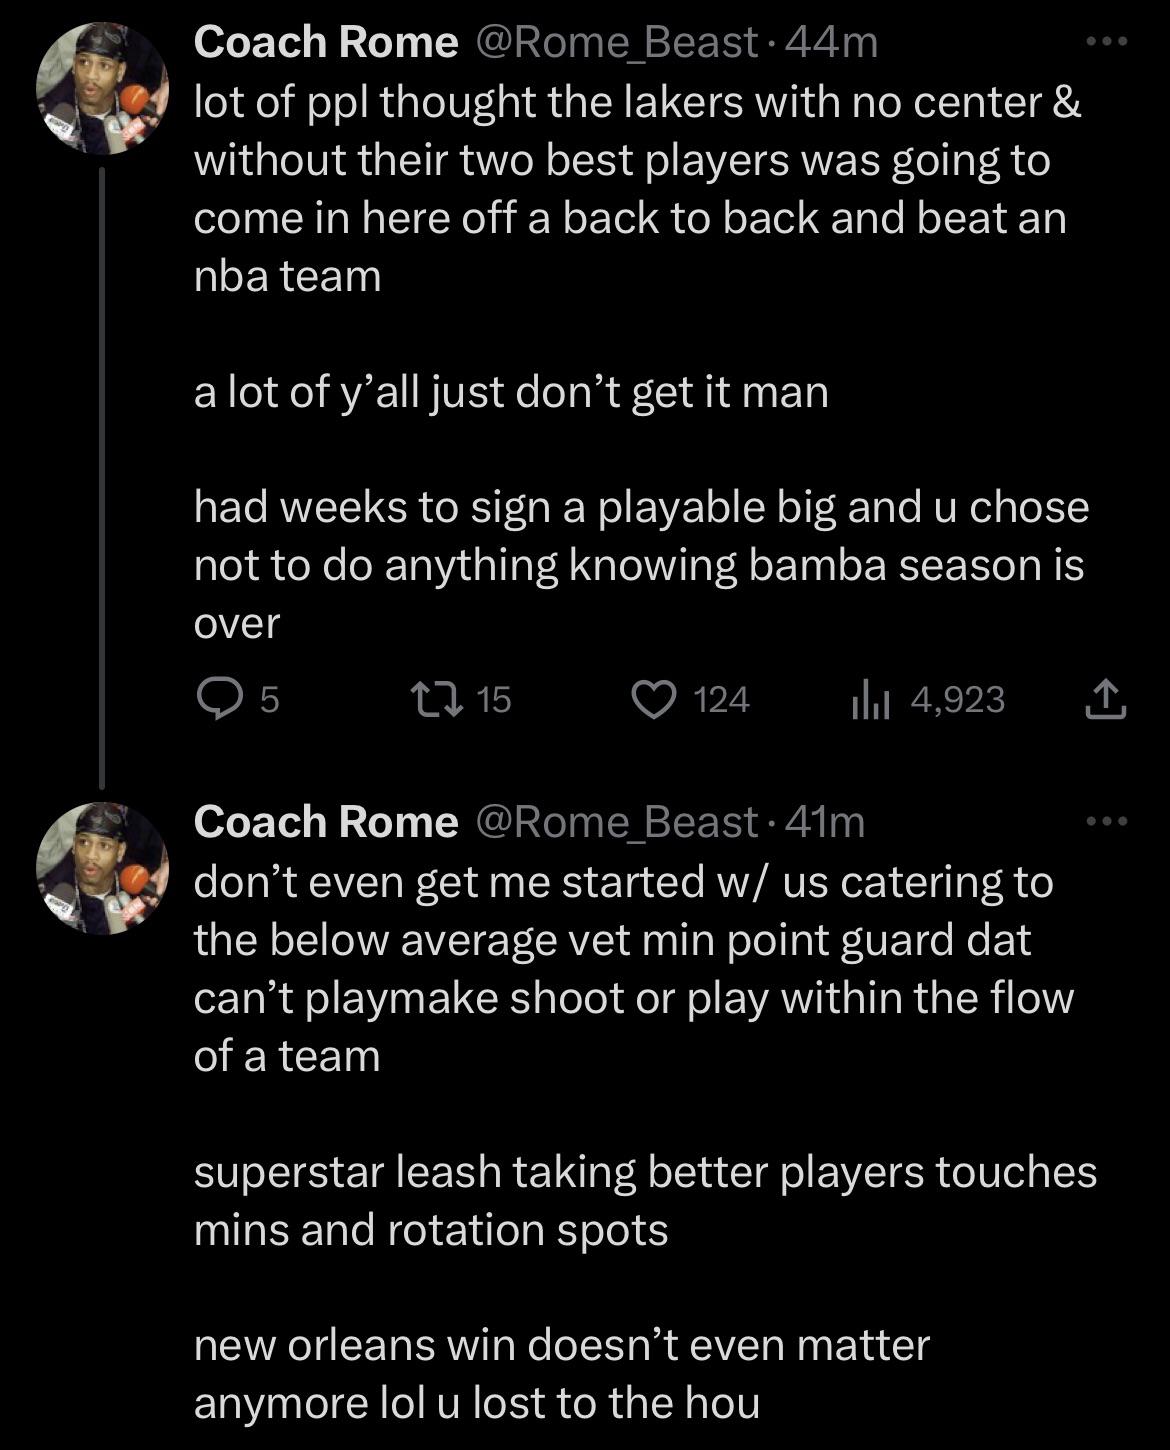 Coach Rome @Rome_Beast · 44m
lot of ppl thought the lakers with no center &
without their two best players was going to
come in here off a back to back and beat an
nba team
a lot of y’all just don’t get it man
had weeks to sign a playable big and u chose
not to do anything knowing bamba season is
over
5 15 124 4,923
Coach Rome @Rome_Beast · 41m
don’t even get me started w/ us catering to
the below average vet min point guard dat
can’t playmake shoot or play within the flow
of a team
superstar leash taking better players touches
mins and rotation spots
new orleans win doesn’t even matter
anymore lol u lost to the hou